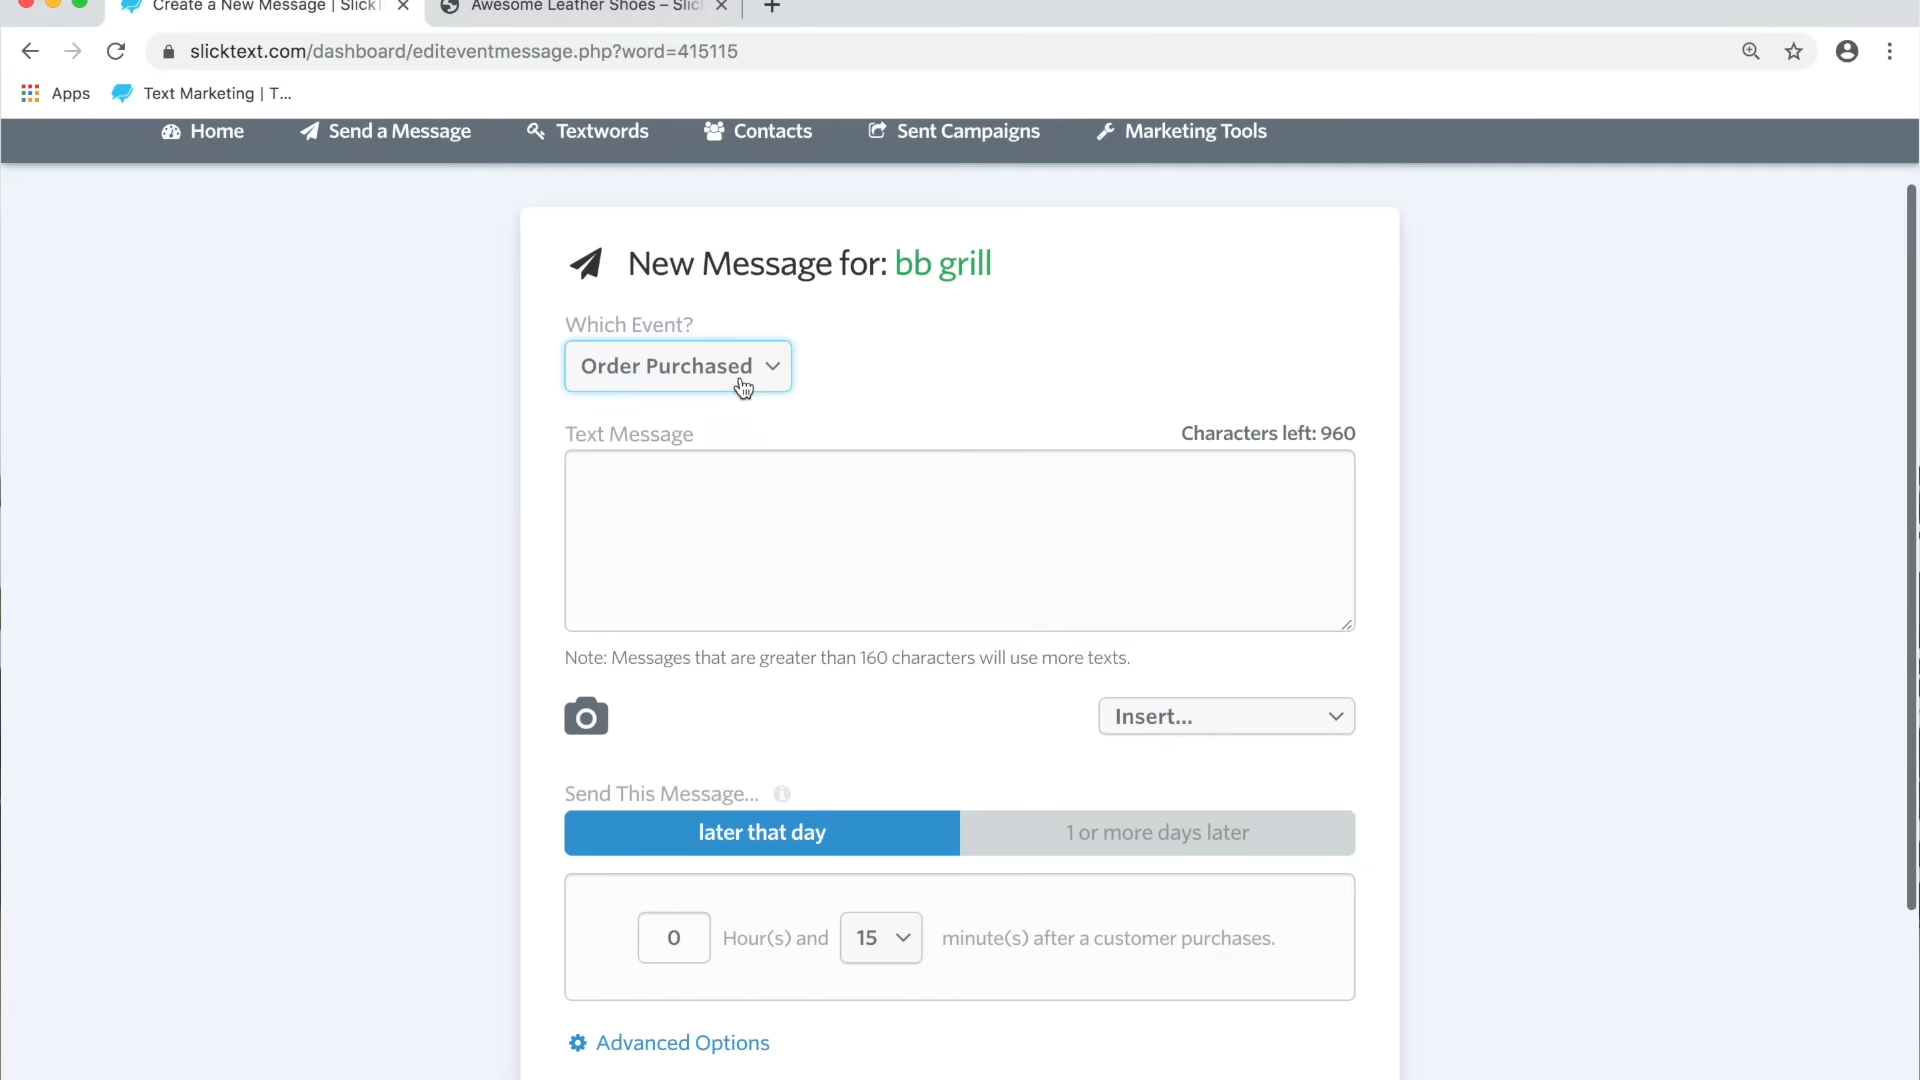 Create a New Message | SlickT
Awesome Leather Shoes – Slic
slicktext.com/dashboard/editeventmessage.php?word=415115
Apps
Text Marketing | T...
Home
Send a Message
Textwords
Contacts
Sent Campaigns
Marketing Tools
New Message for: bb grill
Which Event?
Order Purchased
Text Message
Characters left: 960
Note: Messages that are greater than 160 characters will use more texts.
Insert...
Send This Message...
later that day
1 or more days later
0 Hour(s) and 15 minute(s) after a customer purchases.
Advanced Options